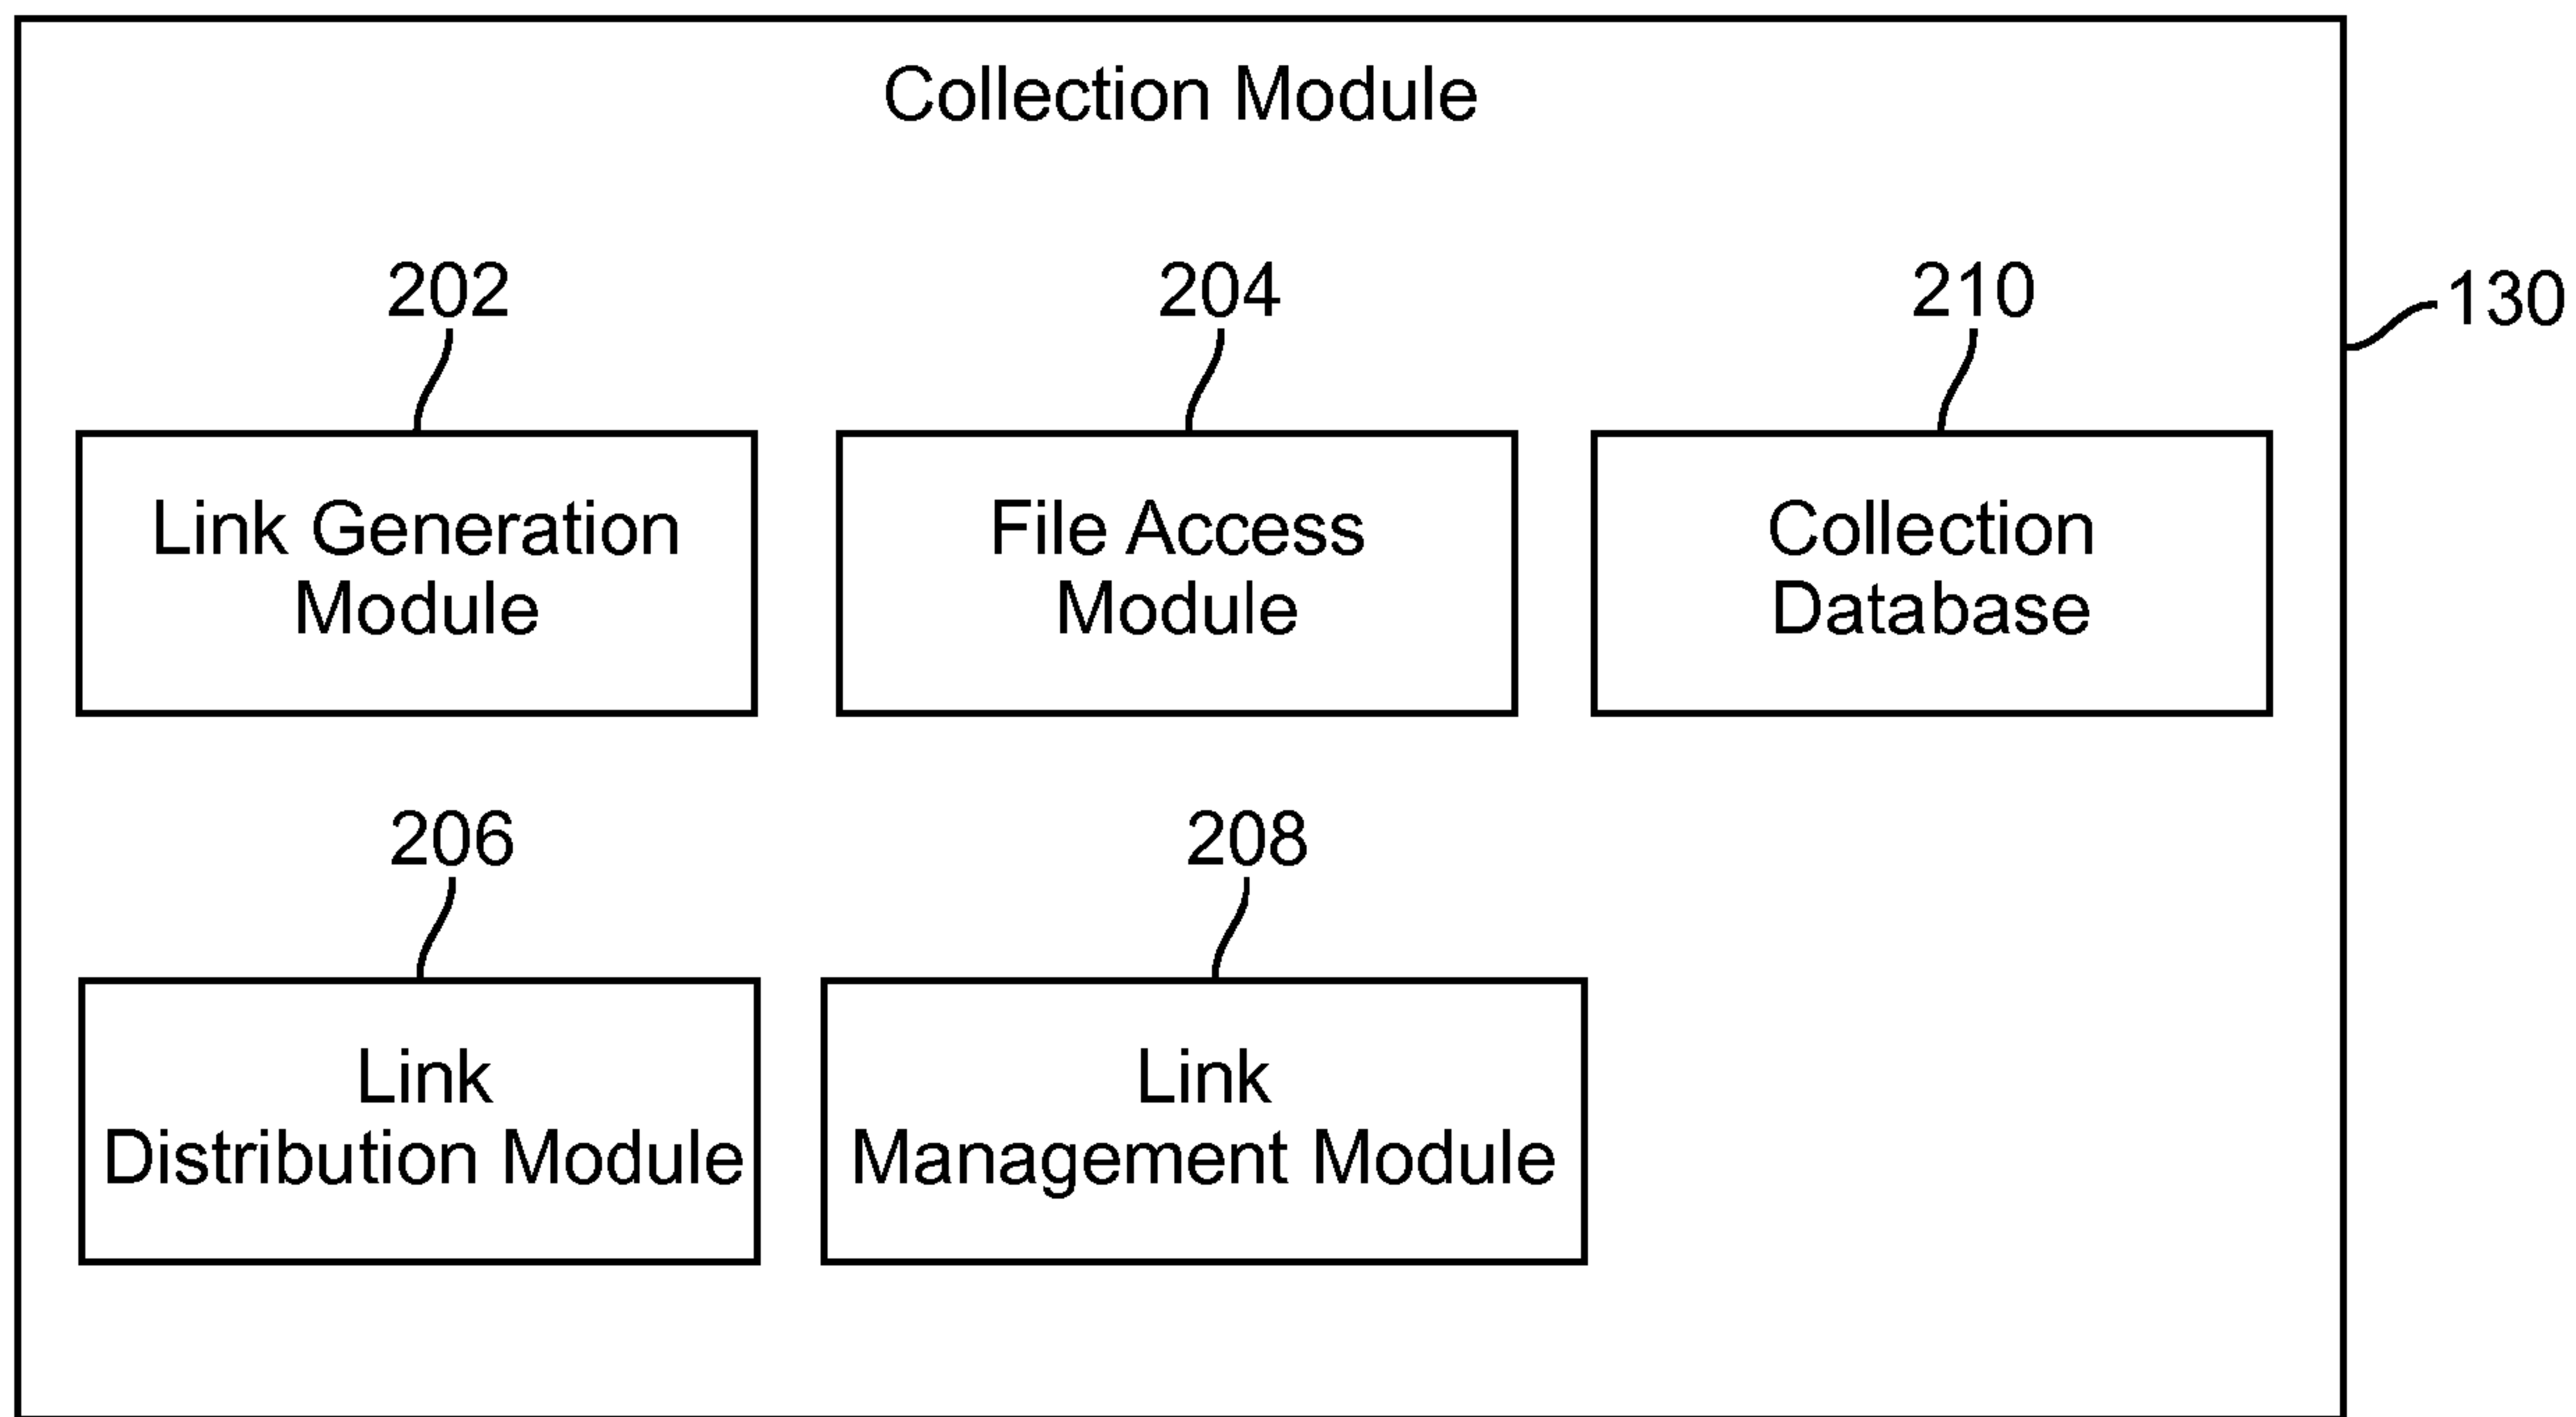 Collection Module
202
204
210
130
Link Generation
Module
File Access
Module
Collection
Database
206
208
Link
Distribution Module
Link
Management Module